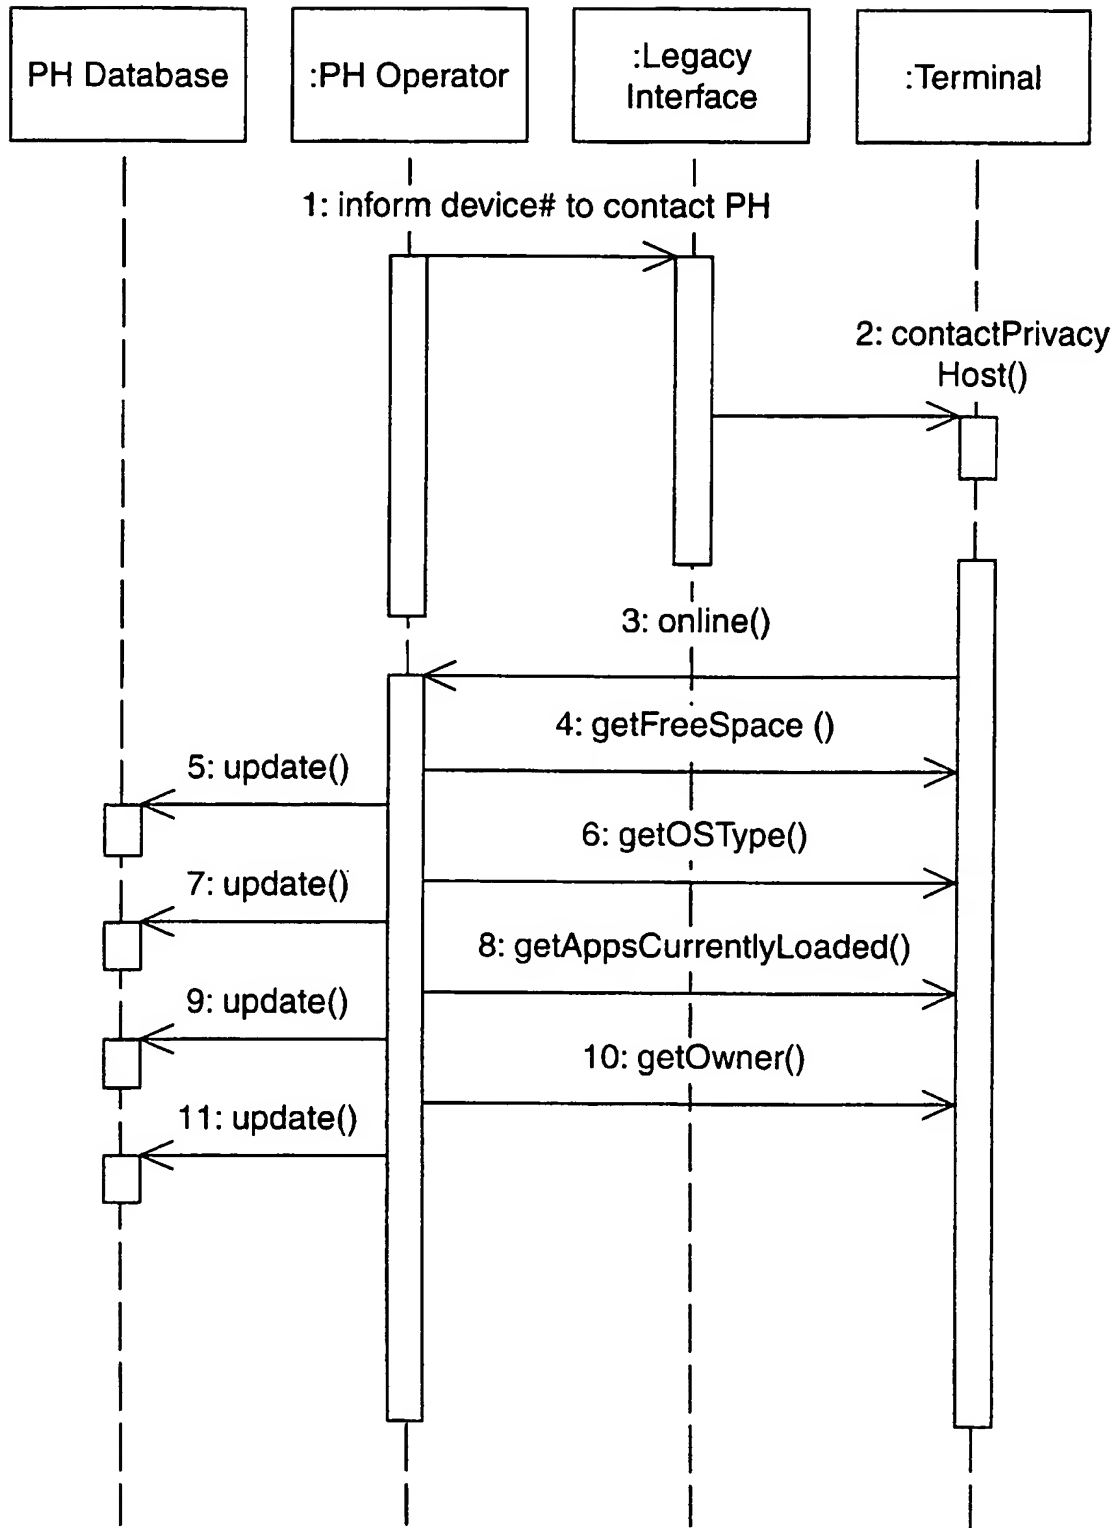 PH Database
:PH Operator
:Legacy
Interface
:Terminal
1: inform device# to contact PH
2: contactPrivacy
Host()
3: online()
4: getFreeSpace ()
5: update()
6: getOSType()
7: update()
8: getAppsCurrentlyLoaded()
9: update()
10: getOwner()
11: update()